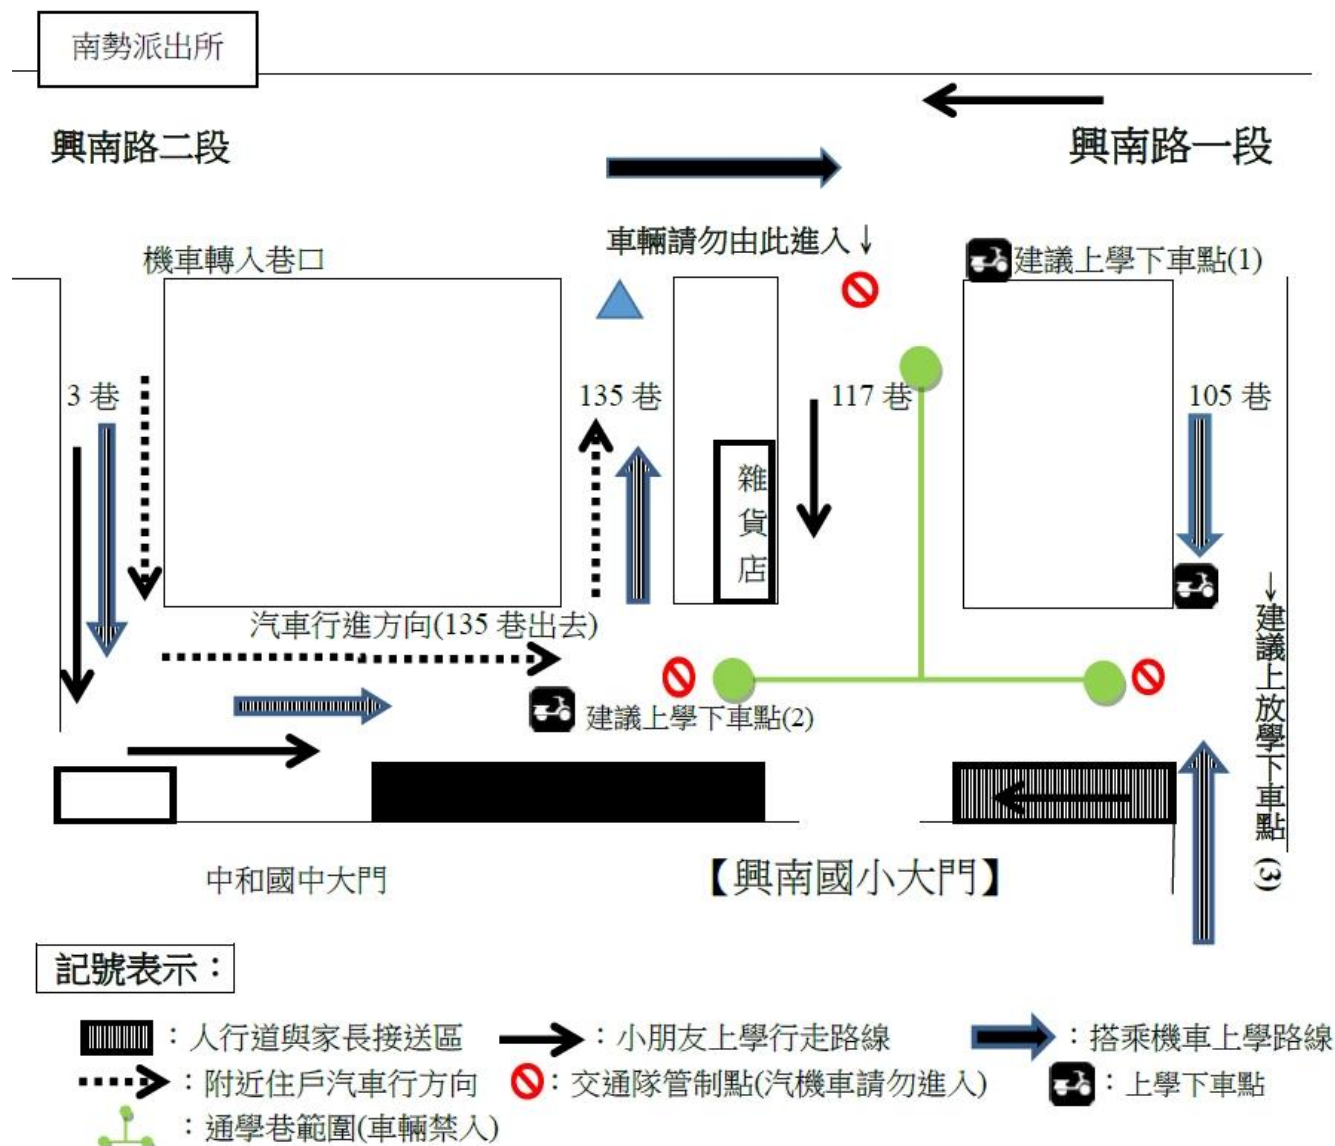 南勢派出所
興南路二段
興南路一段
車輛請勿由此進入↓
機車轉入巷口
建議上學下車點(1)
3 巷
135 巷
117 巷
105 巷
雜貨店
汽車行進方向(135 巷出去)
建議上學下車點(2)
↓建議上放學下車點(3)
中和國中大門
【興南國小大門】
記號表示：
：人行道與家長接送區
：小朋友上學行走路線
：搭乘機車上學路線
：附近住戶汽車行方向
：交通隊管制點(汽機車請勿進入)
：上學下車點
：通學巷範圍(車輛禁入)